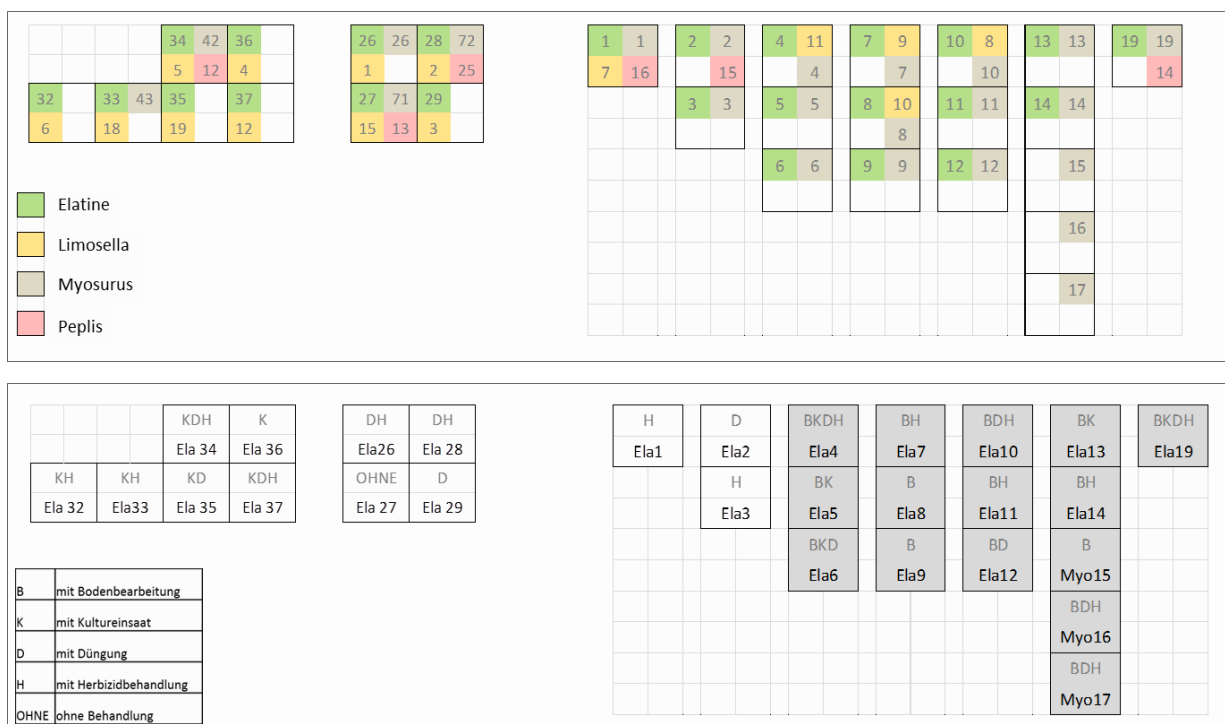 34 42 36 26 26 28 72 1 1 2 2 4 11 7 9 10 8 13 13 19 19
5 12 4 1 2 25 7 16 15 4 7 10 14
32 33 43 35 37 27 71 29 3 3 5 5 8 10 11 11 14 14
6 18 19 12 15 13 3 8
6 6 9 9 12 12 15
16
17
Elatine
Limosella
Myosurus
Peplis
KDH K DH DH H D BKDH BH BDH BK BKDH
Ela 34 Ela 36 Ela26 Ela 28 Ela1 Ela2 Ela4 Ela7 Ela10 Ela13 Ela19
KH KH KD KDH OHNE D H BK B BH BH
Ela 32 Ela33 Ela 35 Ela 37 Ela 27 Ela 29 Ela3 Ela5 Ela8 Ela11 Ela14
BKD B BD B
Ela6 Ela9 Ela12 Myo15
BDH
Myo16
BDH
Myo17
B mit Bodenbearbeitung
K mit Kultureinsaat
D mit Düngung
H mit Herbizidbehandlung
OHNE ohne Behandlung